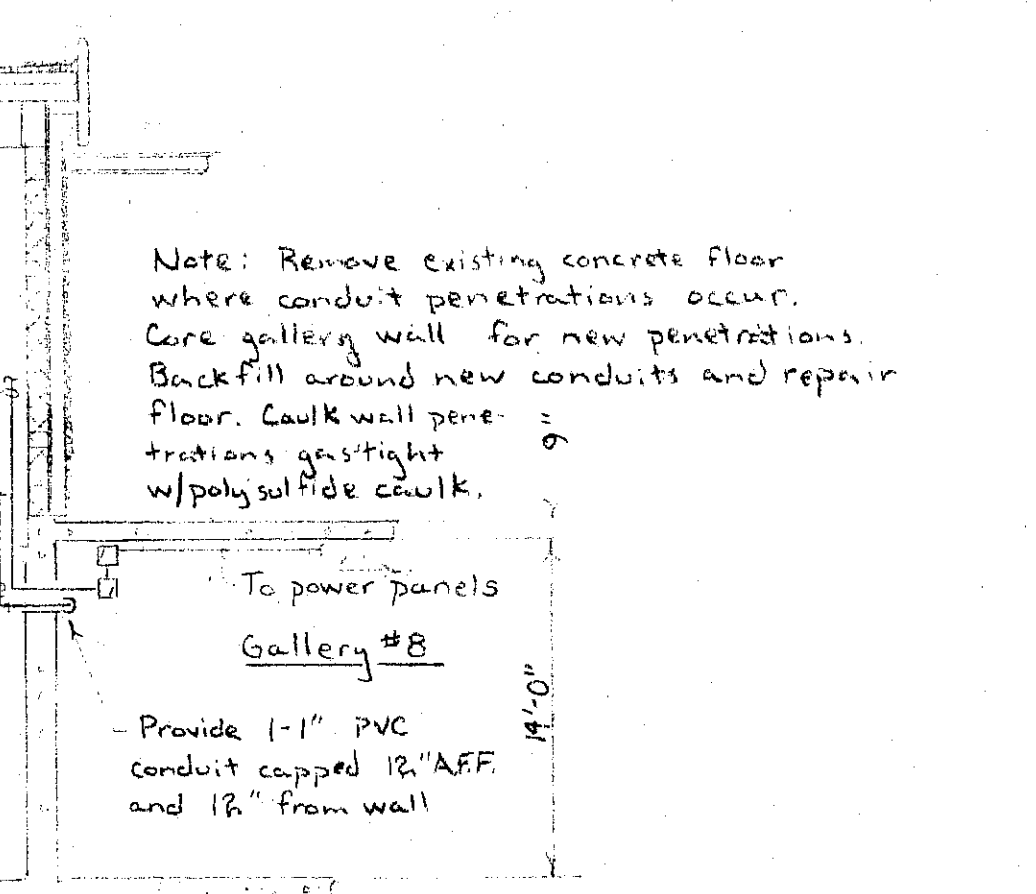 Note: Remove existing concrete floor
where conduit penetrations occur.
Core gallery wall for new penetrations.
Backfill around new conduits and repair
floor. Caulk wall pene-
trations gastight
w/polysulfide caulk.
6"
To power panels
Gallery #8
14'-0"
Provide 1-1" PVC
conduit capped 12"A.F.F.
and 12" from wall